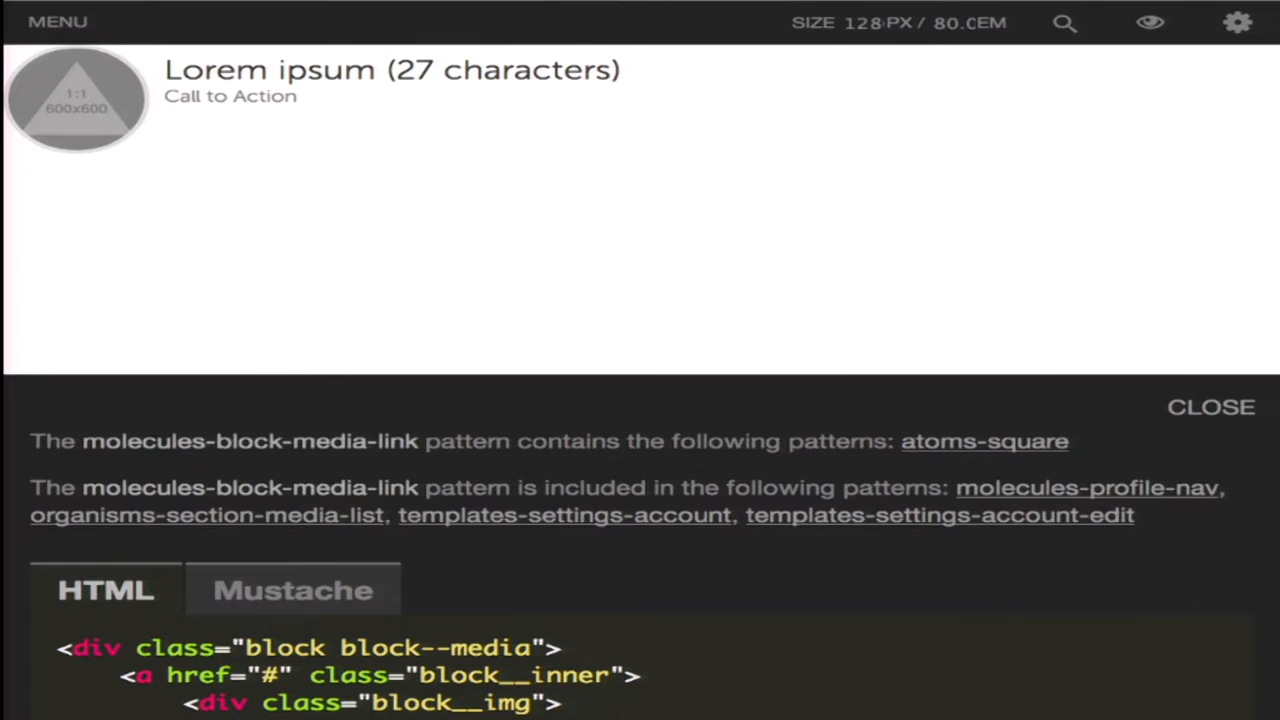 MENU
SIZE 128 PX / 80.0EM
1:1
600x600
Lorem ipsum (27 characters)
Call to Action
CLOSE
The molecules-block-media-link pattern contains the following patterns: atoms-square
The molecules-block-media-link pattern is included in the following patterns: molecules-profile-nav,
organisms-section-media-list, templates-settings-account, templates-settings-account-edit
HTML Mustache
<div class="block block--media">
<a href="#" class="block__inner">
<div class="block__img">